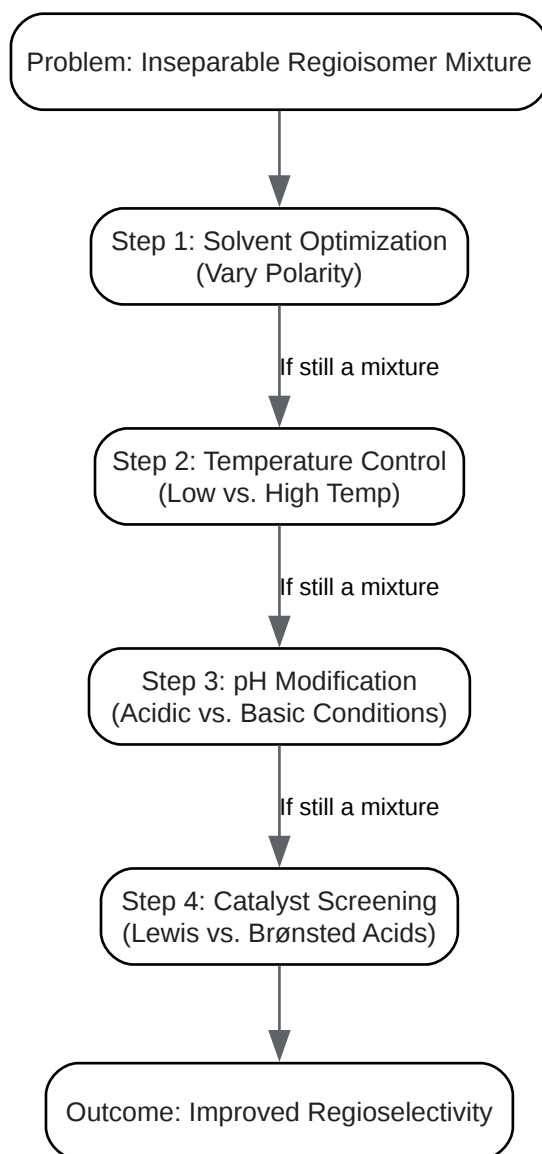 Problem: Inseparable Regioisomer Mixture
Step 1: Solvent Optimization
(Vary Polarity)
If still a mixture
Step 2: Temperature Control
(Low vs. High Temp)
If still a mixture
Step 3: pH Modification
(Acidic vs. Basic Conditions)
If still a mixture
Step 4: Catalyst Screening
(Lewis vs. Brønsted Acids)
Outcome: Improved Regioselectivity